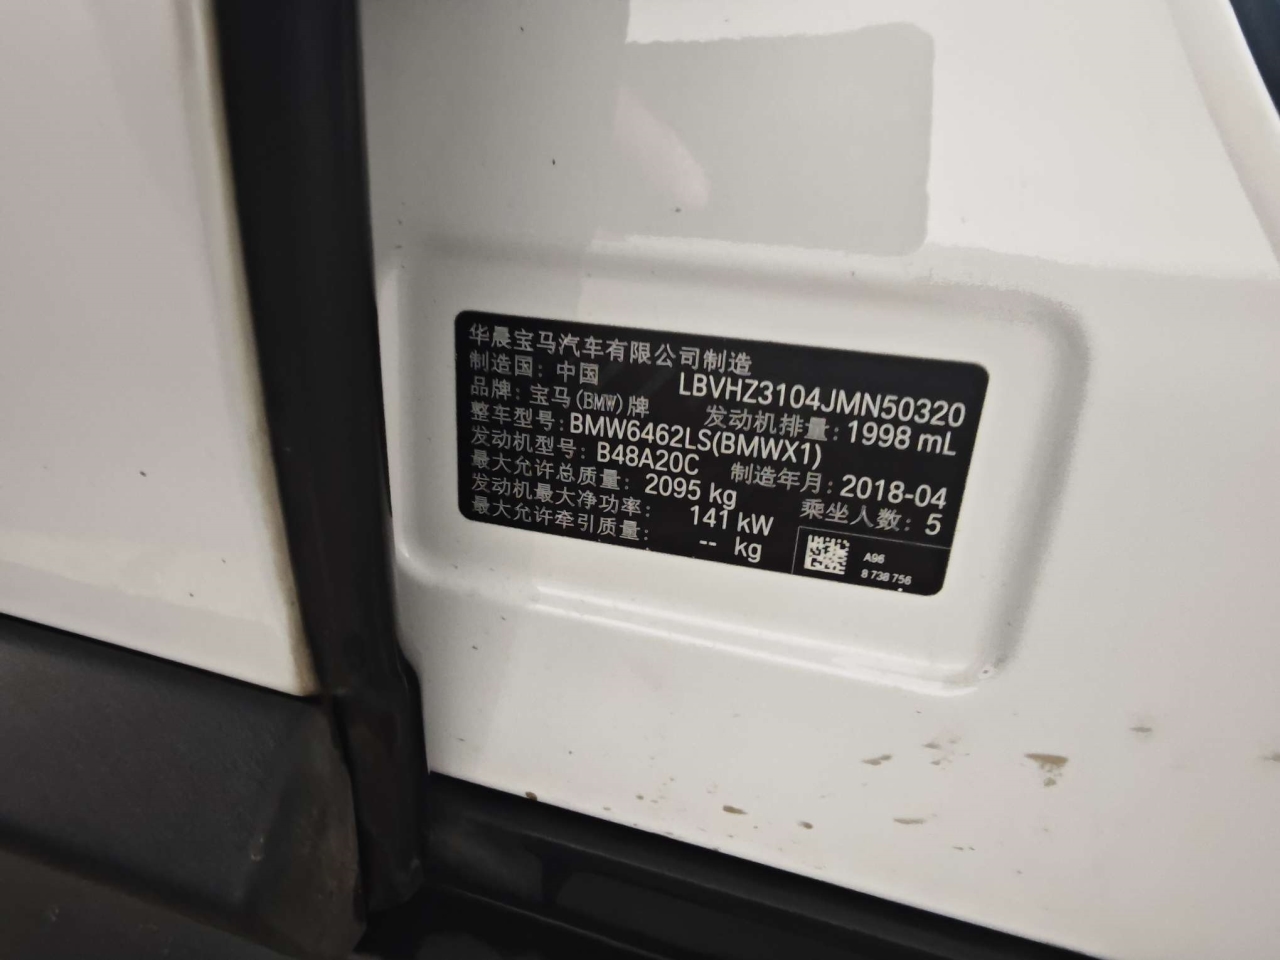 华晨宝马汽车有限公司制造
制造国：中国 LBVHZ3104JMN50320
品牌：宝马(BMW)牌 发动机排量：1998 mL
整车型号：BMW6462LS(BMWX1)
发动机型号：B48A20C 制造年月：2018-04
最大允许总质量：2095 kg 乘坐人数：5
发动机最大净功率：141 kW
最大允许牵引质量：-- kg
A96
8 738 756